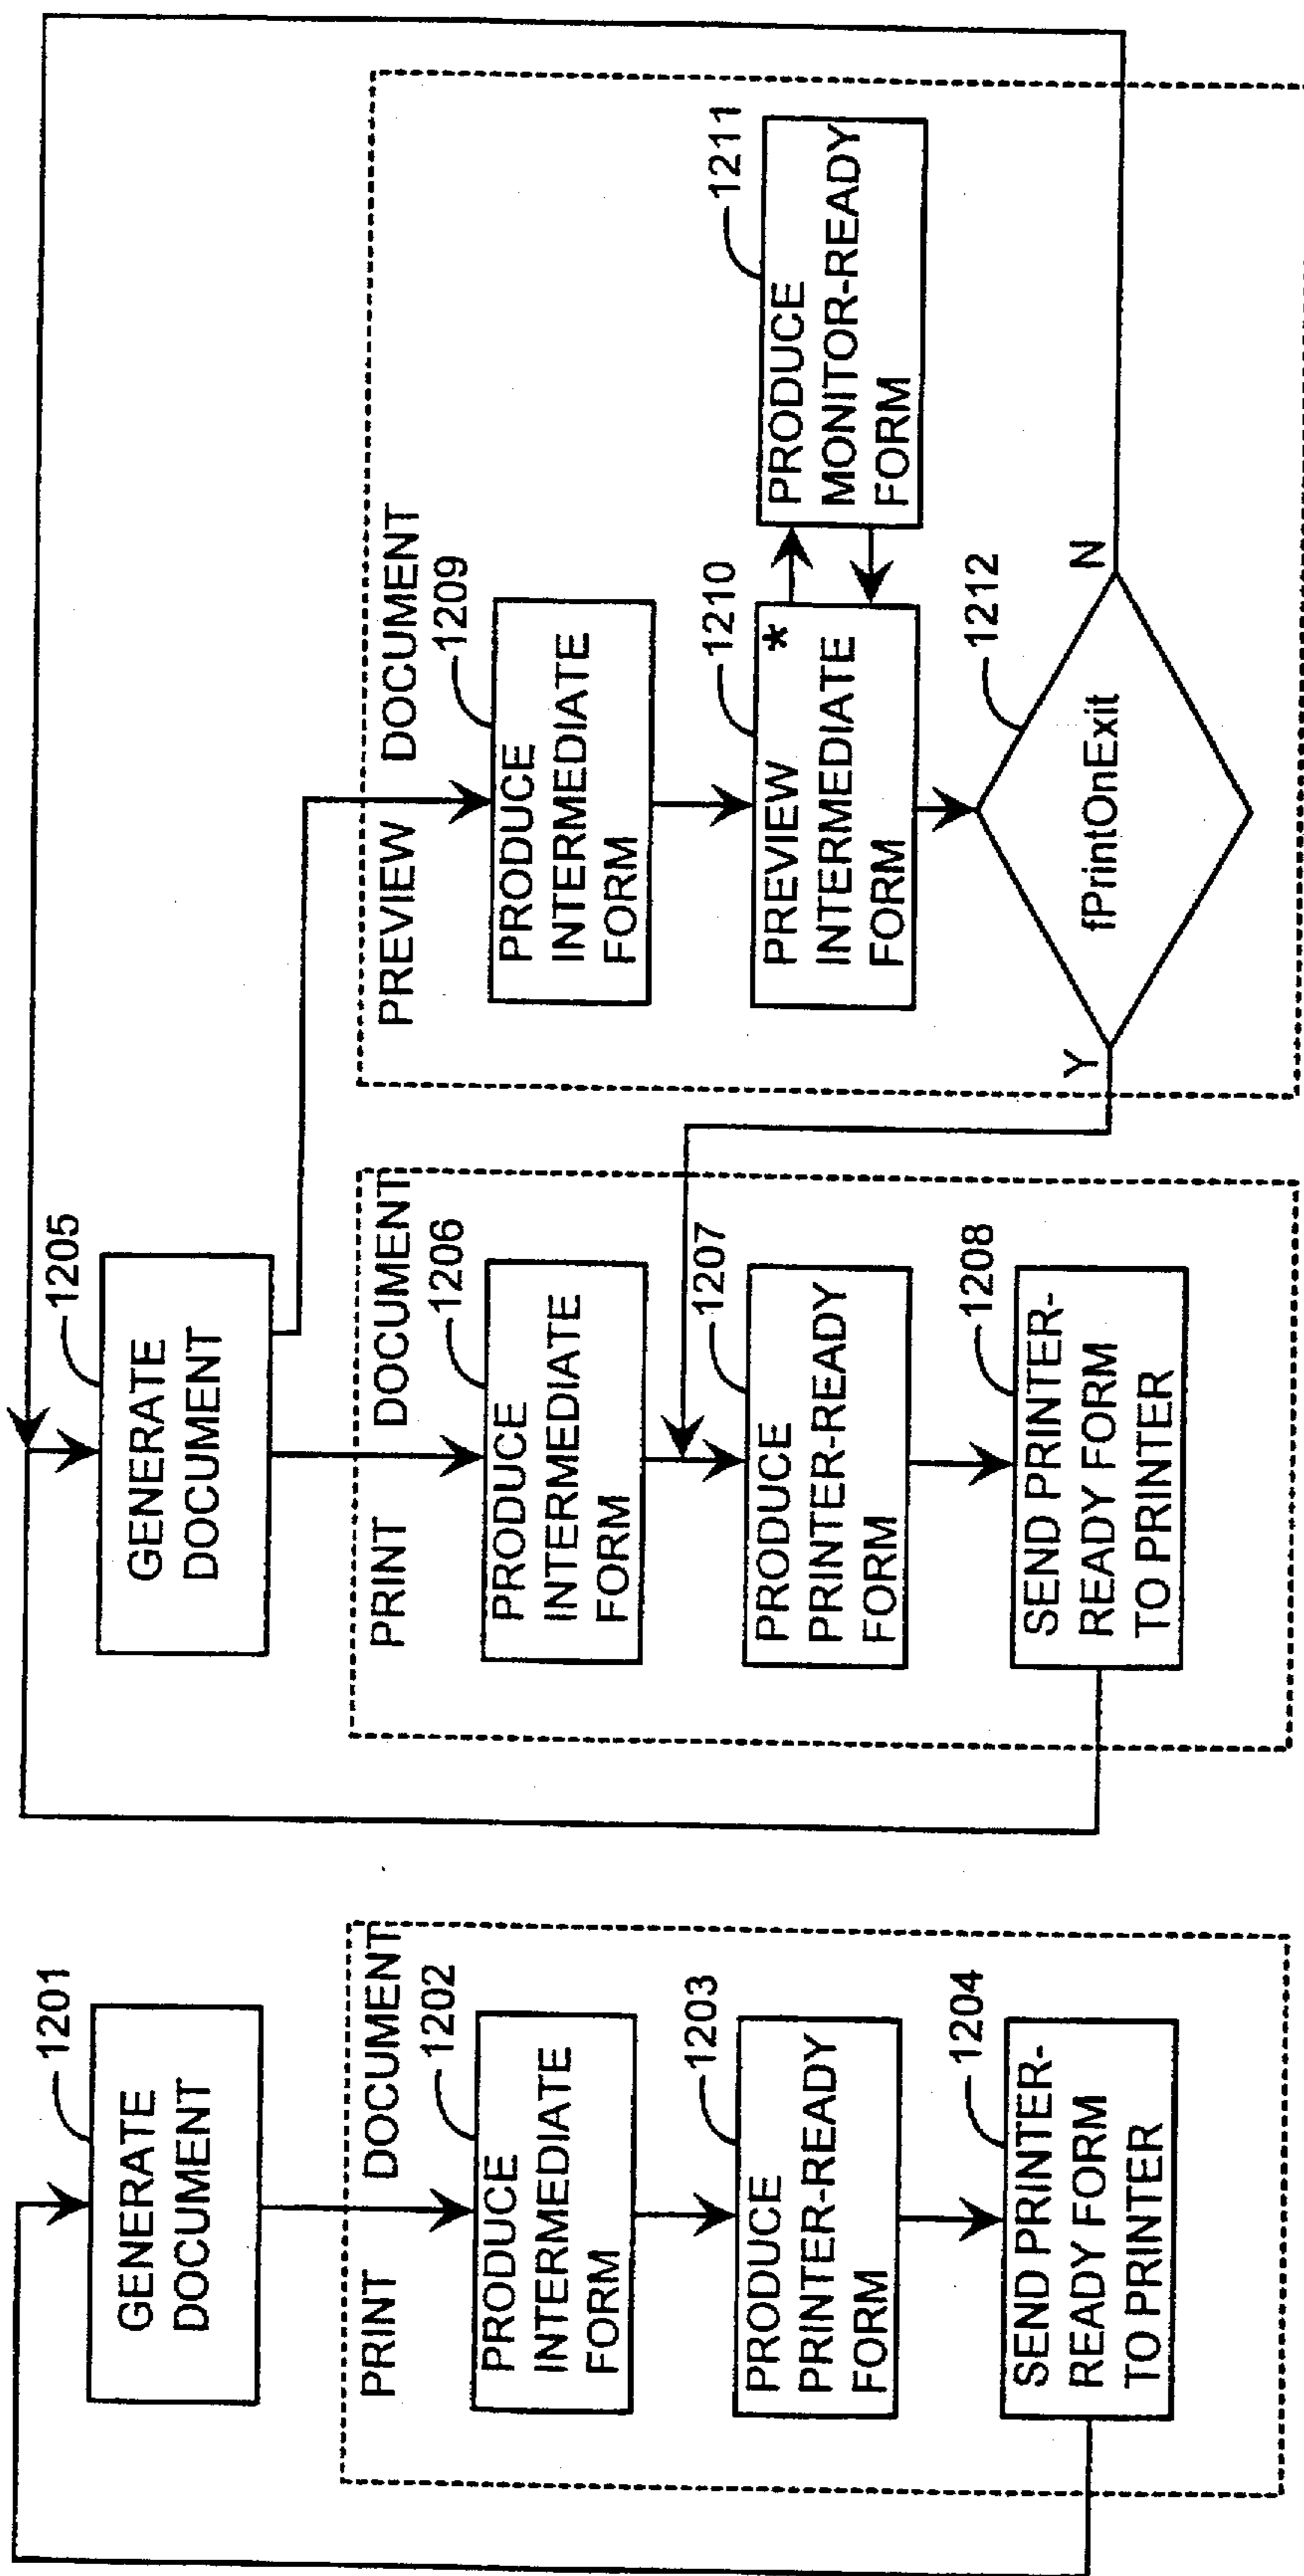 1201
GENERATE
DOCUMENT
PRINT DOCUMENT
1202
PRODUCE
INTERMEDIATE
FORM
1203
PRODUCE
PRINTER-READY
FORM
1204
SEND PRINTER-
READY FORM
TO PRINTER
1205
GENERATE
DOCUMENT
PRINT DOCUMENT
1206
PRODUCE
INTERMEDIATE
FORM
1207
PRODUCE
PRINTER-READY
FORM
1208
SEND PRINTER-
READY FORM
TO PRINTER
PREVIEW DOCUMENT
1209
PRODUCE
INTERMEDIATE
FORM
1210
PREVIEW *
INTERMEDIATE
FORM
1211
PRODUCE
MONITOR-READY
FORM
1212
fPrintOnExit
Y
N